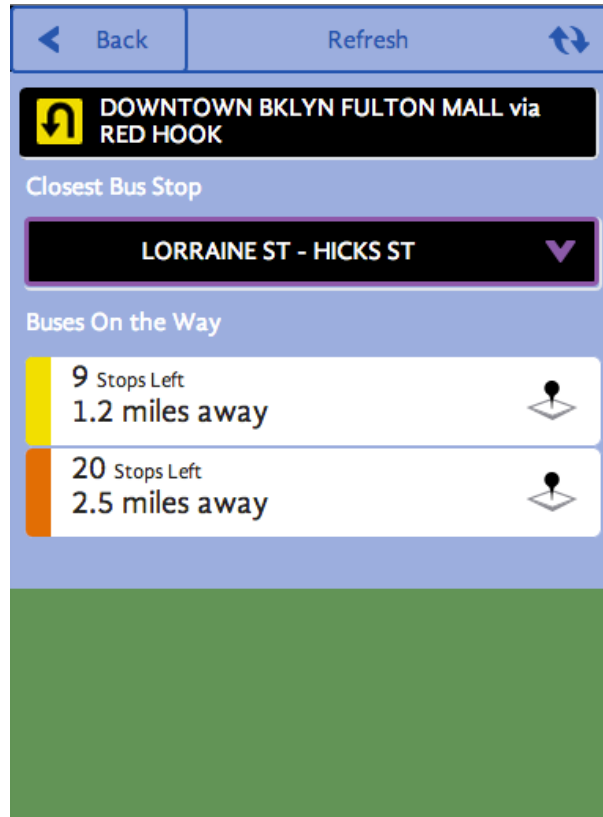 Back
Refresh
DOWNTOWN BKLYN FULTON MALL via
RED HOOK
Closest Bus Stop
LORRAINE ST - HICKS ST
Buses On the Way
9 Stops Left
1.2 miles away
20 Stops Left
2.5 miles away